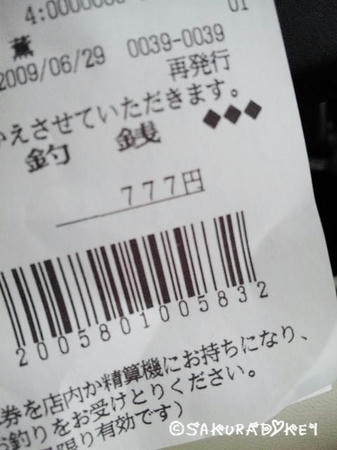 4:0000000 01
薫
2009/06/29 0039-0039
再発行
かえさせていただきます。
釣 銭 ◆◆◆
777円
2005801005832
券を店内か精算機にお持ちになり、
お釣りをお受けとりください。
限り有効です)
©SAKURADOKEY